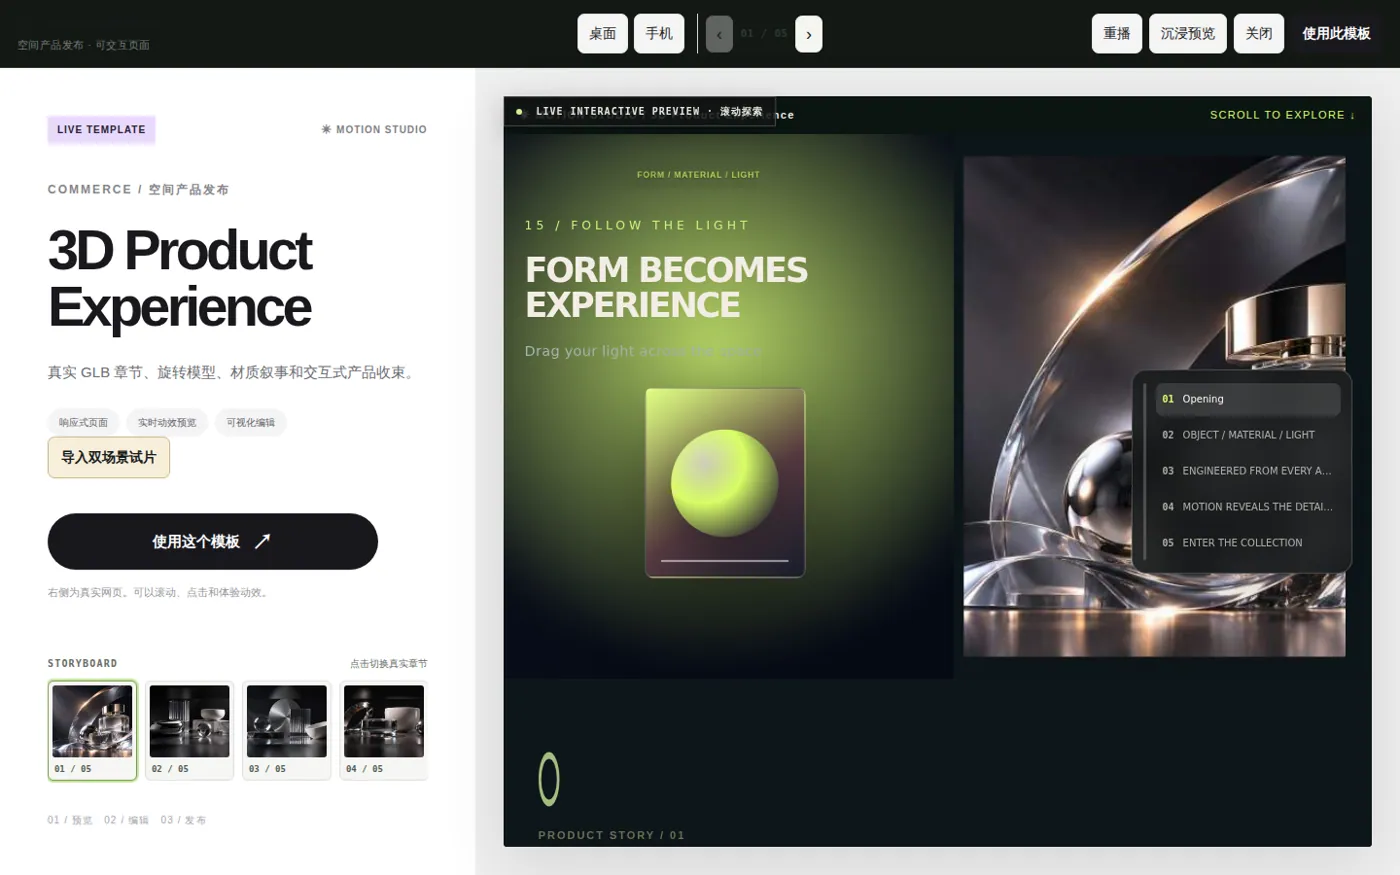 空间产品发布 · 可交互页面
桌面
手机
‹
01 / 05
›
重播
沉浸预览
关闭
使用此模板
LIVE TEMPLATE
✷ MOTION STUDIO
COMMERCE / 空间产品发布
3D Product
Experience
真实 GLB 章节、旋转模型、材质叙事和交互式产品收束。
响应式页面
实时动效预览
可视化编辑
导入双场景试片
使用这个模板 ↗
右侧为真实网页。可以滚动、点击和体验动效。
STORYBOARD
点击切换真实章节
01 / 05
02 / 05
03 / 05
04 / 05
01 / 预览 02 / 编辑 03 / 发布
LIVE INTERACTIVE PREVIEW · 滚动探索
SCROLL TO EXPLORE ↓
FORM / MATERIAL / LIGHT
15 / FOLLOW THE LIGHT
FORM BECOMES
EXPERIENCE
Drag your light across the
01 Opening
02 OBJECT / MATERIAL / LIGHT
03 ENGINEERED FROM EVERY A...
04 MOTION REVEALS THE DETAI...
05 ENTER THE COLLECTION
0
PRODUCT STORY / 01